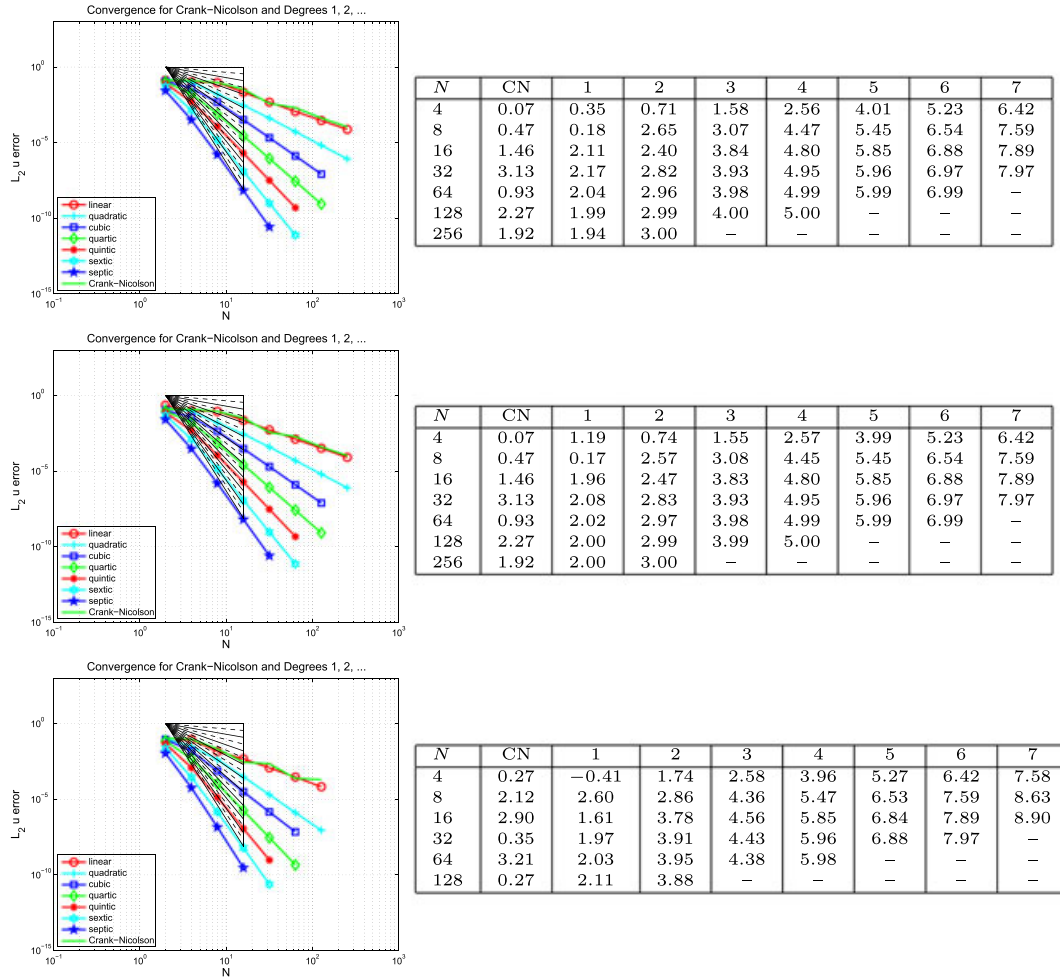 Convergence for Crank−Nicolson and Degrees 1, 2, ...
L2 u error
10^0
10^−5
10^−10
10^−15
linear
quadratic
cubic
quartic
quintic
sextic
septic
Crank−Nicolson
10^−1 10^0 10^1 10^2 10^3
N
N CN 1 2 3 4 5 6 7
4 0.07 0.35 0.71 1.58 2.56 4.01 5.23 6.42
8 0.47 0.18 2.65 3.07 4.47 5.45 6.54 7.59
16 1.46 2.11 2.40 3.84 4.80 5.85 6.88 7.89
32 3.13 2.17 2.82 3.93 4.95 5.96 6.97 7.97
64 0.93 2.04 2.96 3.98 4.99 5.99 6.99 –
128 2.27 1.99 2.99 4.00 5.00 – – –
256 1.92 1.94 3.00 – – – – –
Convergence for Crank−Nicolson and Degrees 1, 2, ...
L2 u error
10^0
10^−5
10^−10
10^−15
linear
quadratic
cubic
quartic
quintic
sextic
septic
Crank−Nicolson
10^−1 10^0 10^1 10^2 10^3
N
N CN 1 2 3 4 5 6 7
4 0.07 1.19 0.74 1.55 2.57 3.99 5.23 6.42
8 0.47 0.17 2.57 3.08 4.45 5.45 6.54 7.59
16 1.46 1.96 2.47 3.83 4.80 5.85 6.88 7.89
32 3.13 2.08 2.83 3.93 4.95 5.96 6.97 7.97
64 0.93 2.02 2.97 3.98 4.99 5.99 6.99 –
128 2.27 2.00 2.99 3.99 5.00 – – –
256 1.92 2.00 3.00 – – – – –
Convergence for Crank−Nicolson and Degrees 1, 2, ...
L2 u error
10^0
10^−5
10^−10
10^−15
linear
quadratic
cubic
quartic
quintic
sextic
septic
Crank−Nicolson
10^−1 10^0 10^1 10^2 10^3
N
N CN 1 2 3 4 5 6 7
4 0.27 −0.41 1.74 2.58 3.96 5.27 6.42 7.58
8 2.12 2.60 2.86 4.36 5.47 6.53 7.59 8.63
16 2.90 1.61 3.78 4.56 5.85 6.84 7.89 8.90
32 0.35 1.97 3.91 4.43 5.96 6.88 7.97 –
64 3.21 2.03 3.95 4.38 5.98 – – –
128 0.27 2.11 3.88 – – – – –